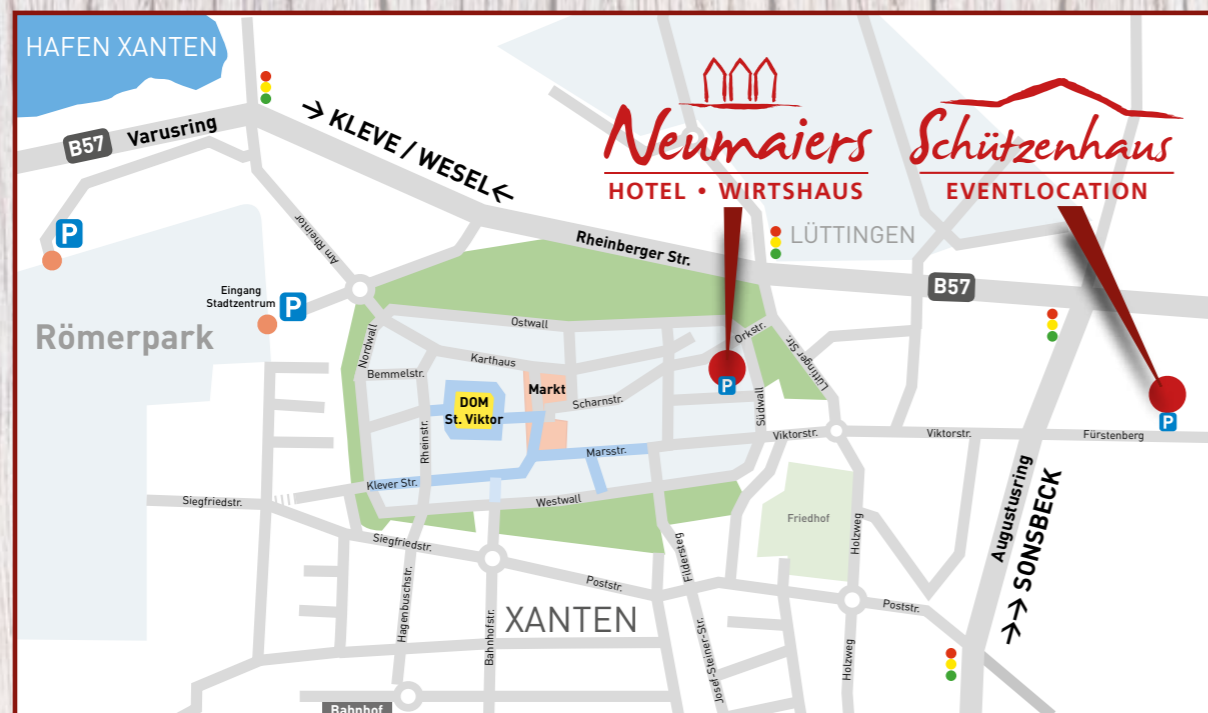 HAFEN XANTEN
B57
Varusring
→ KLEVE / WESEL ←
Neumaiers
HOTEL • WIRTSHAUS
Schützenhaus
EVENTLOCATION
P
Am Rheintor
Rheinberger Str.
LÜTTINGEN
B57
Eingang
Stadtzentrum
P
Römerpark
Nordwall
Ostwall
Orkstr.
Lüttinger Str.
Karthaus
Bemmelstr.
Markt
P
DOM
St. Viktor
Scharnstr.
Südwall
P
Rheinstr.
Viktorstr.
Viktorstr.
Fürstenberg
Marsstr.
Klever Str.
Westwall
Siegfriedstr.
Friedhof
Holzweg
Augustusring
→→ SONSBECK
Siegfriedstr.
Fildersteg
Poststr.
Poststr.
Hagenbuschstr.
Bahnhofstr.
XANTEN
Josef-Steiner-Str.
Holzweg
Bahnhof